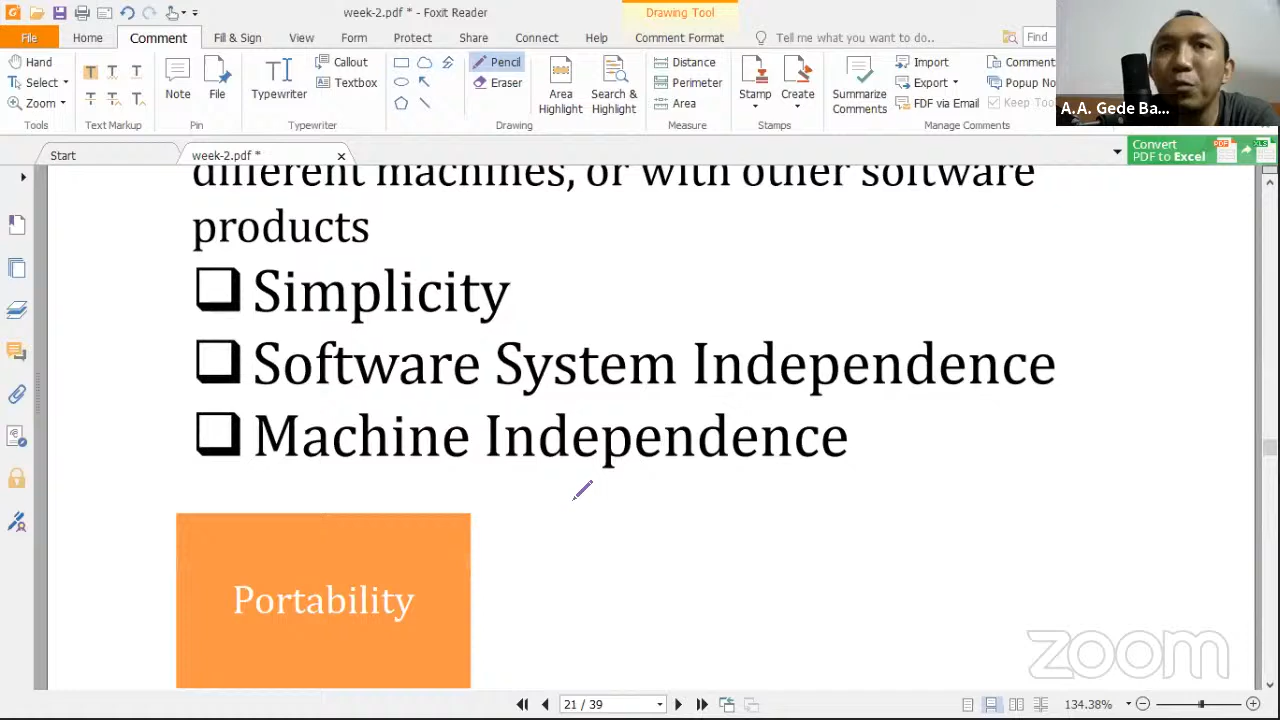 week-2.pdf * - Foxit Reader
Drawing Tool
File Home Comment Fill & Sign View Form Protect Share Connect Help Comment Format Tell me what you want to do.. Find
Hand
Select
Zoom
Tools
Text Markup
Note
File
Pin
Typewriter
Callout
Textbox
Typewriter
Pencil
Eraser
Drawing
Area
Highlight
Search &
Highlight
Distance
Perimeter
Area
Measure
Stamp
Create
Stamps
Summarize
Comments
Import
Export
FDF via Email
Comment
Popup No
Keep Too
Manage Comments
A.A. Gede Ba...
Start
week-2.pdf *
Convert
PDF to Excel
different machines, or with other software
products
❑ Simplicity
❑ Software System Independence
❑ Machine Independence
Portability
zoom
21 / 39
134.38%